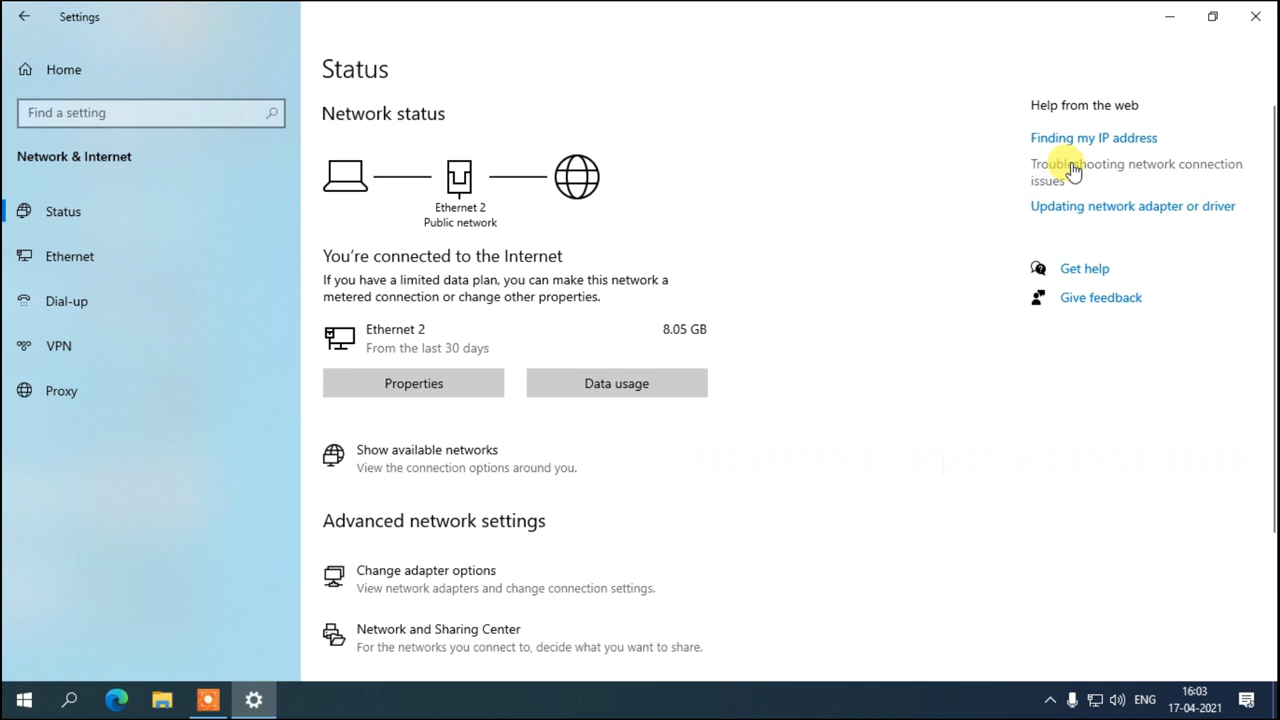 Settings
Home
Find a setting
Network & Internet
Status
Ethernet
Dial-up
VPN
Proxy
Status
Network status
Ethernet 2
Public network
You're connected to the Internet
If you have a limited data plan, you can make this network a
metered connection or change other properties.
Ethernet 2
8.05 GB
From the last 30 days
Properties
Data usage
Show available networks
View the connection options around you.
Advanced network settings
Change adapter options
View network adapters and change connection settings.
Network and Sharing Center
For the networks you connect to, decide what you want to share.
Help from the web
Finding my IP address
Troubleshooting network connection
issues
Updating network adapter or driver
Get help
Give feedback
ENG
16:03
17-04-2021